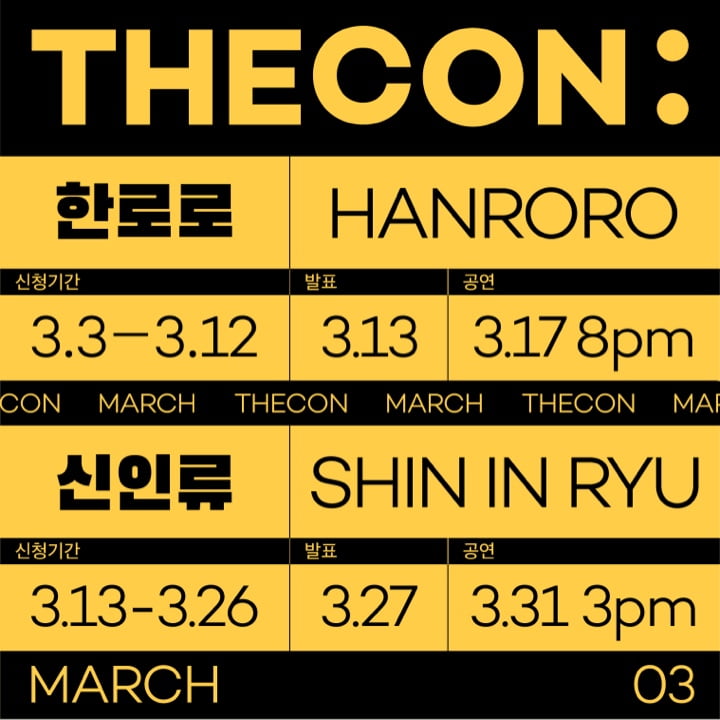 THECON:
한로로 HANRORO
신청기간 발표 공연
3.3–3.12 3.13 3.17 8pm
CON MARCH THECON MARCH THECON MAR
신인류 SHIN IN RYU
신청기간 발표 공연
3.13-3.26 3.27 3.31 3pm
MARCH 03